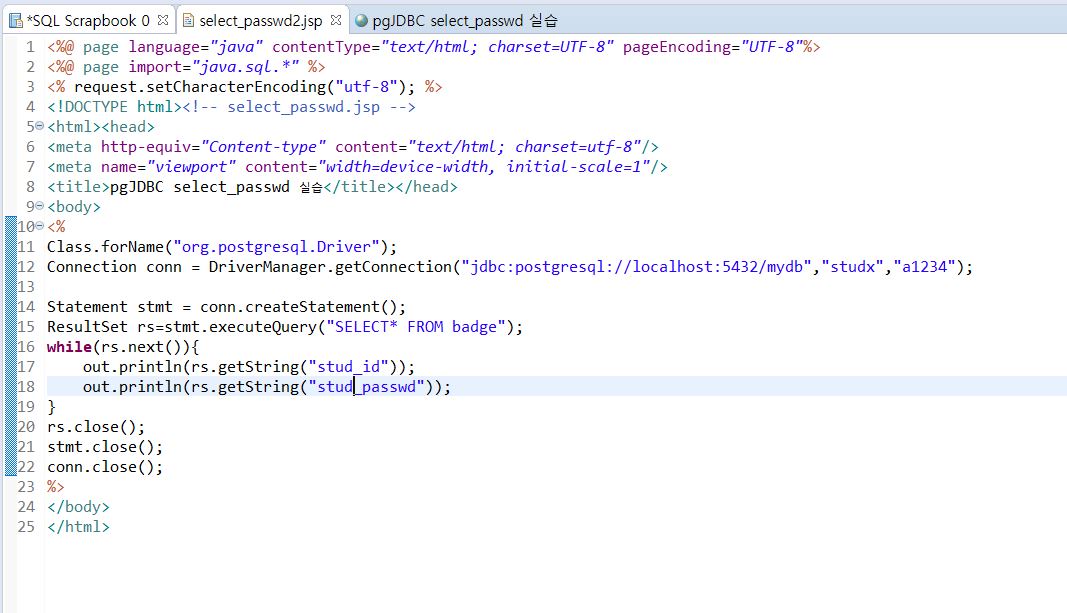 *SQL Scrapbook 0 select_passwd2.jsp pgJDBC select_passwd 실습
1 <%@ page language="java" contentType="text/html; charset=UTF-8" pageEncoding="UTF-8"%>
2 <%@ page import="java.sql.*" %>
3 <% request.setCharacterEncoding("utf-8"); %>
4 <!DOCTYPE html><!-- select_passwd.jsp -->
5 <html><head>
6 <meta http-equiv="Content-type" content="text/html; charset=utf-8"/>
7 <meta name="viewport" content="width=device-width, initial-scale=1"/>
8 <title>pgJDBC select_passwd 실습</title></head>
9 <body>
10 <%
11 Class.forName("org.postgresql.Driver");
12 Connection conn = DriverManager.getConnection("jdbc:postgresql://localhost:5432/mydb","studx","a1234");
13
14 Statement stmt = conn.createStatement();
15 ResultSet rs=stmt.executeQuery("SELECT* FROM badge");
16 while(rs.next()){
17     out.println(rs.getString("stud_id"));
18     out.println(rs.getString("stud_passwd"));
19 }
20 rs.close();
21 stmt.close();
22 conn.close();
23 %>
24 </body>
25 </html>